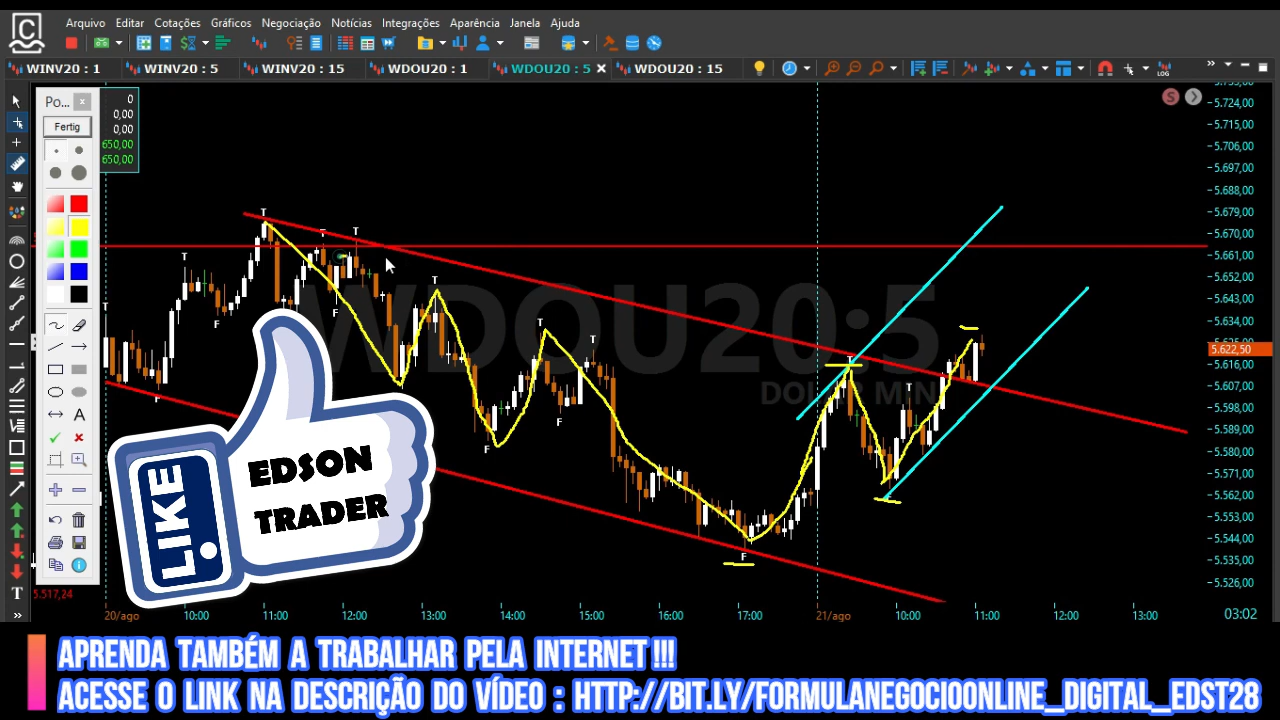 Arquivo Editar Cotações Gráficos Negociação Notícias Integrações Aparência Janela Ajuda
WINV20 : 1 WINV20 : 5 WINV20 : 15 WDOU20 : 1 WDOU20 : 5 WDOU20 : 15
LOG
Po...
Fertig
0
0,00
0,00
650,00
650,00
S
5.724,00
5.715,00
5.706,00
5.697,00
5.688,00
5.679,00
5.670,00
5.661,00
5.652,00
5.643,00
5.634,00
5.622,50
5.616,00
5.607,00
5.598,00
5.589,00
5.580,00
5.571,00
5.562,00
5.553,00
5.544,00
5.535,00
5.526,00
WDOU20:5
T T T T T T T T T T
F F F F F F
LIKE
EDSON
TRADER
5.517,24
20/ago 10:00 11:00 12:00 13:00 14:00 15:00 16:00 17:00 21/ago 10:00 11:00 12:00 13:00 03:02
APRENDA TAMBÉM A TRABALHAR PELA INTERNET!!!
ACESSE O LINK NA DESCRIÇÃO DO VÍDEO : HTTP://BIT.LY/FORMULANEGOCIOONLINE_DIGITAL_EDST28